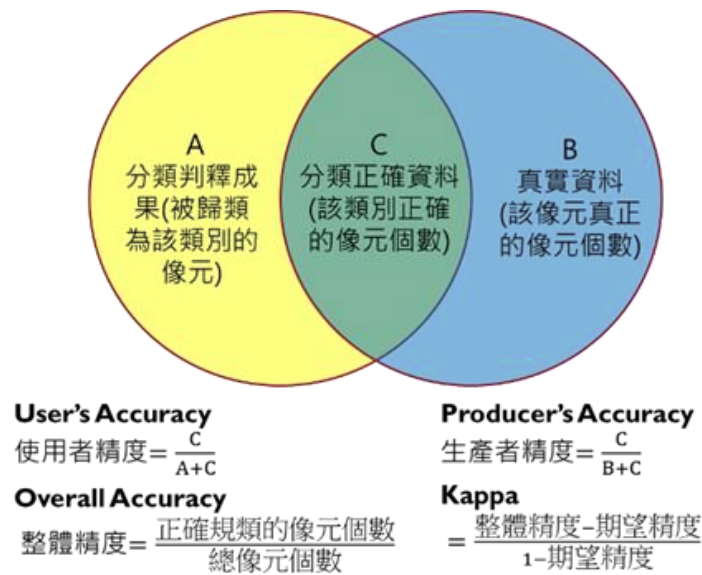 A
分類判釋成
果(被歸類
為該類別的
像元)
C
分類正確資料
(該類別正確
的像元個數)
B
真實資料
(該像元真正
的像元個數)
User's Accuracy
使用者精度= C/A+C
Producer's Accuracy
生產者精度= C/B+C
Overall Accuracy
整體精度= 正確規類的像元個數/總像元個數
Kappa
= 整體精度−期望精度/1−期望精度